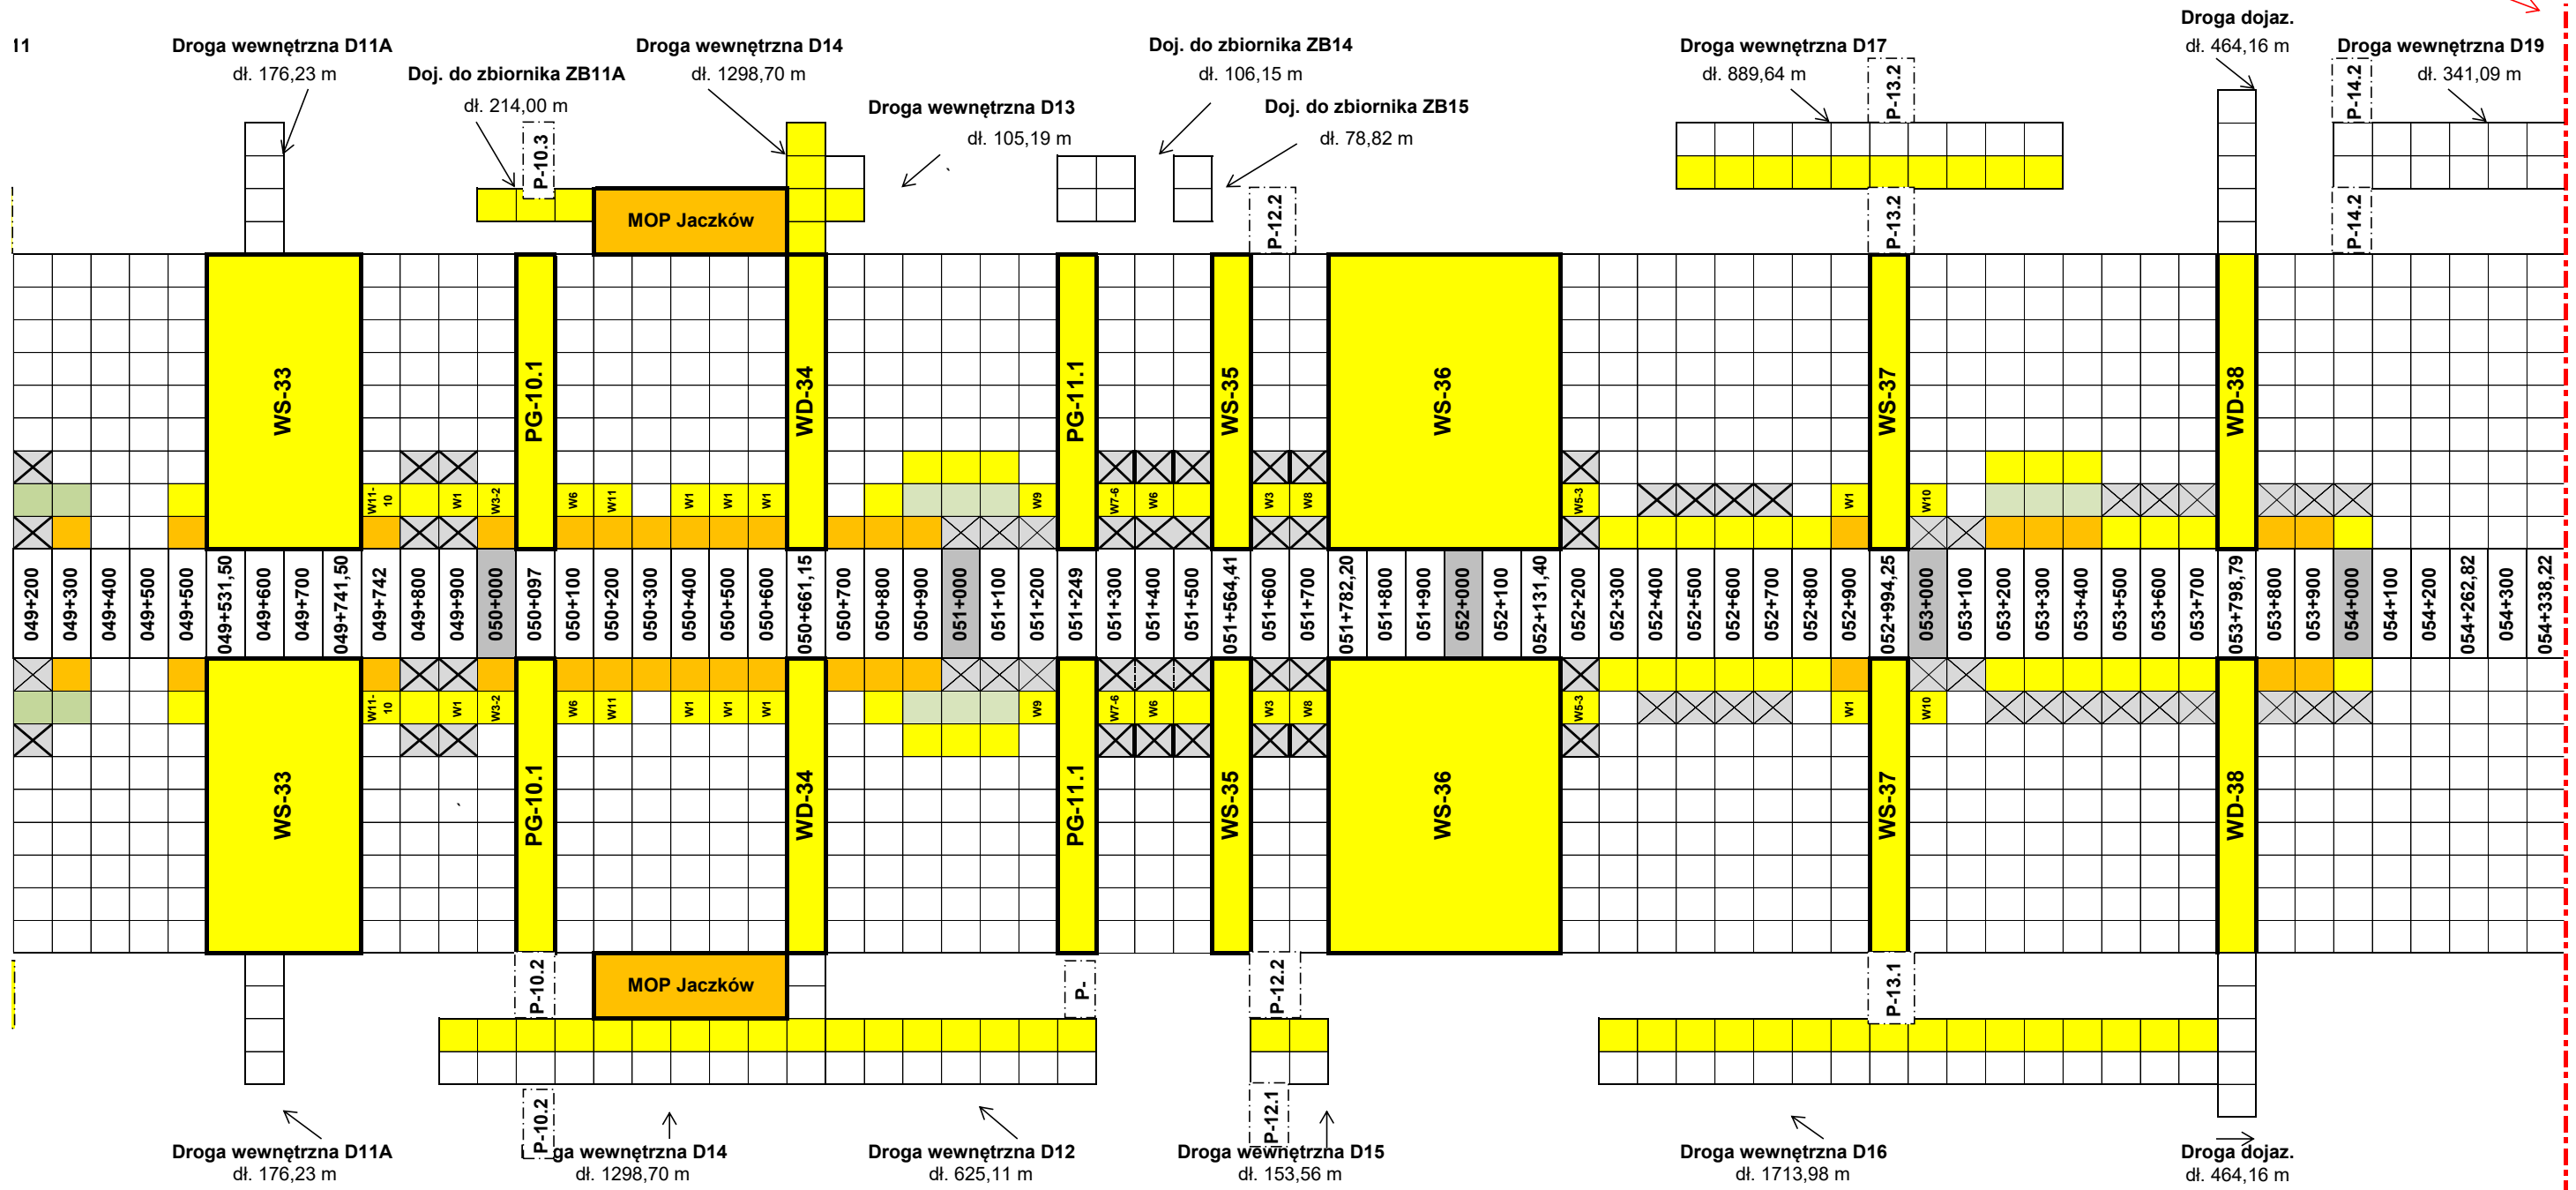 11
Droga wewnętrzna D11A
dł. 176,23 m
Doj. do zbiornika ZB11A
dł. 214,00 m
Droga wewnętrzna D14
dł. 1298,70 m
Droga wewnętrzna D13
dł. 105,19 m
Doj. do zbiornika ZB14
dł. 106,15 m
Doj. do zbiornika ZB15
dł. 78,82 m
Droga wewnętrzna D17
dł. 889,64 m
Droga dojaz.
dł. 464,16 m
Droga wewnętrzna D19
dł. 341,09 m
P-10.3
P-12.2
P-13.2
P-13.2
P-14.2
P-14.2
MOP Jaczków
WS-33
PG-10.1
WD-34
PG-11.1
WS-35
WS-36
WS-37
WD-38
W11-10
W1
W3-2
W6
W11
W1
W1
W1
W9
W7-6
W6
W3
W8
W5-3
W1
W10
049+200
049+300
049+400
049+500
049+500
049+531,50
049+600
049+700
049+741,50
049+742
049+800
049+900
050+000
050+097
050+100
050+200
050+300
050+400
050+500
050+600
050+661,15
050+700
050+800
050+900
051+000
051+100
051+200
051+249
051+300
051+400
051+500
051+564,41
051+600
051+700
051+782,20
051+800
051+900
052+000
052+100
052+131,40
052+200
052+300
052+400
052+500
052+600
052+700
052+800
052+900
052+994,25
053+000
053+100
053+200
053+300
053+400
053+500
053+600
053+700
053+798,79
053+800
053+900
054+000
054+100
054+200
054+262,82
054+300
054+338,22
W11-10
W1
W3-2
W6
W11
W1
W1
W1
W9
W7-6
W6
W3
W8
W5-3
W1
W10
WS-33
PG-10.1
WD-34
PG-11.1
WS-35
WS-36
WS-37
WD-38
P-10.2
MOP Jaczków
P-
P-12.2
P-13.1
P-10.2
P-12.1
Droga wewnętrzna D11A
dł. 176,23 m
ga wewnętrzna D14
dł. 1298,70 m
Droga wewnętrzna D12
dł. 625,11 m
Droga wewnętrzna D15
dł. 153,56 m
Droga wewnętrzna D16
dł. 1713,98 m
Droga dojaz.
dł. 464,16 m